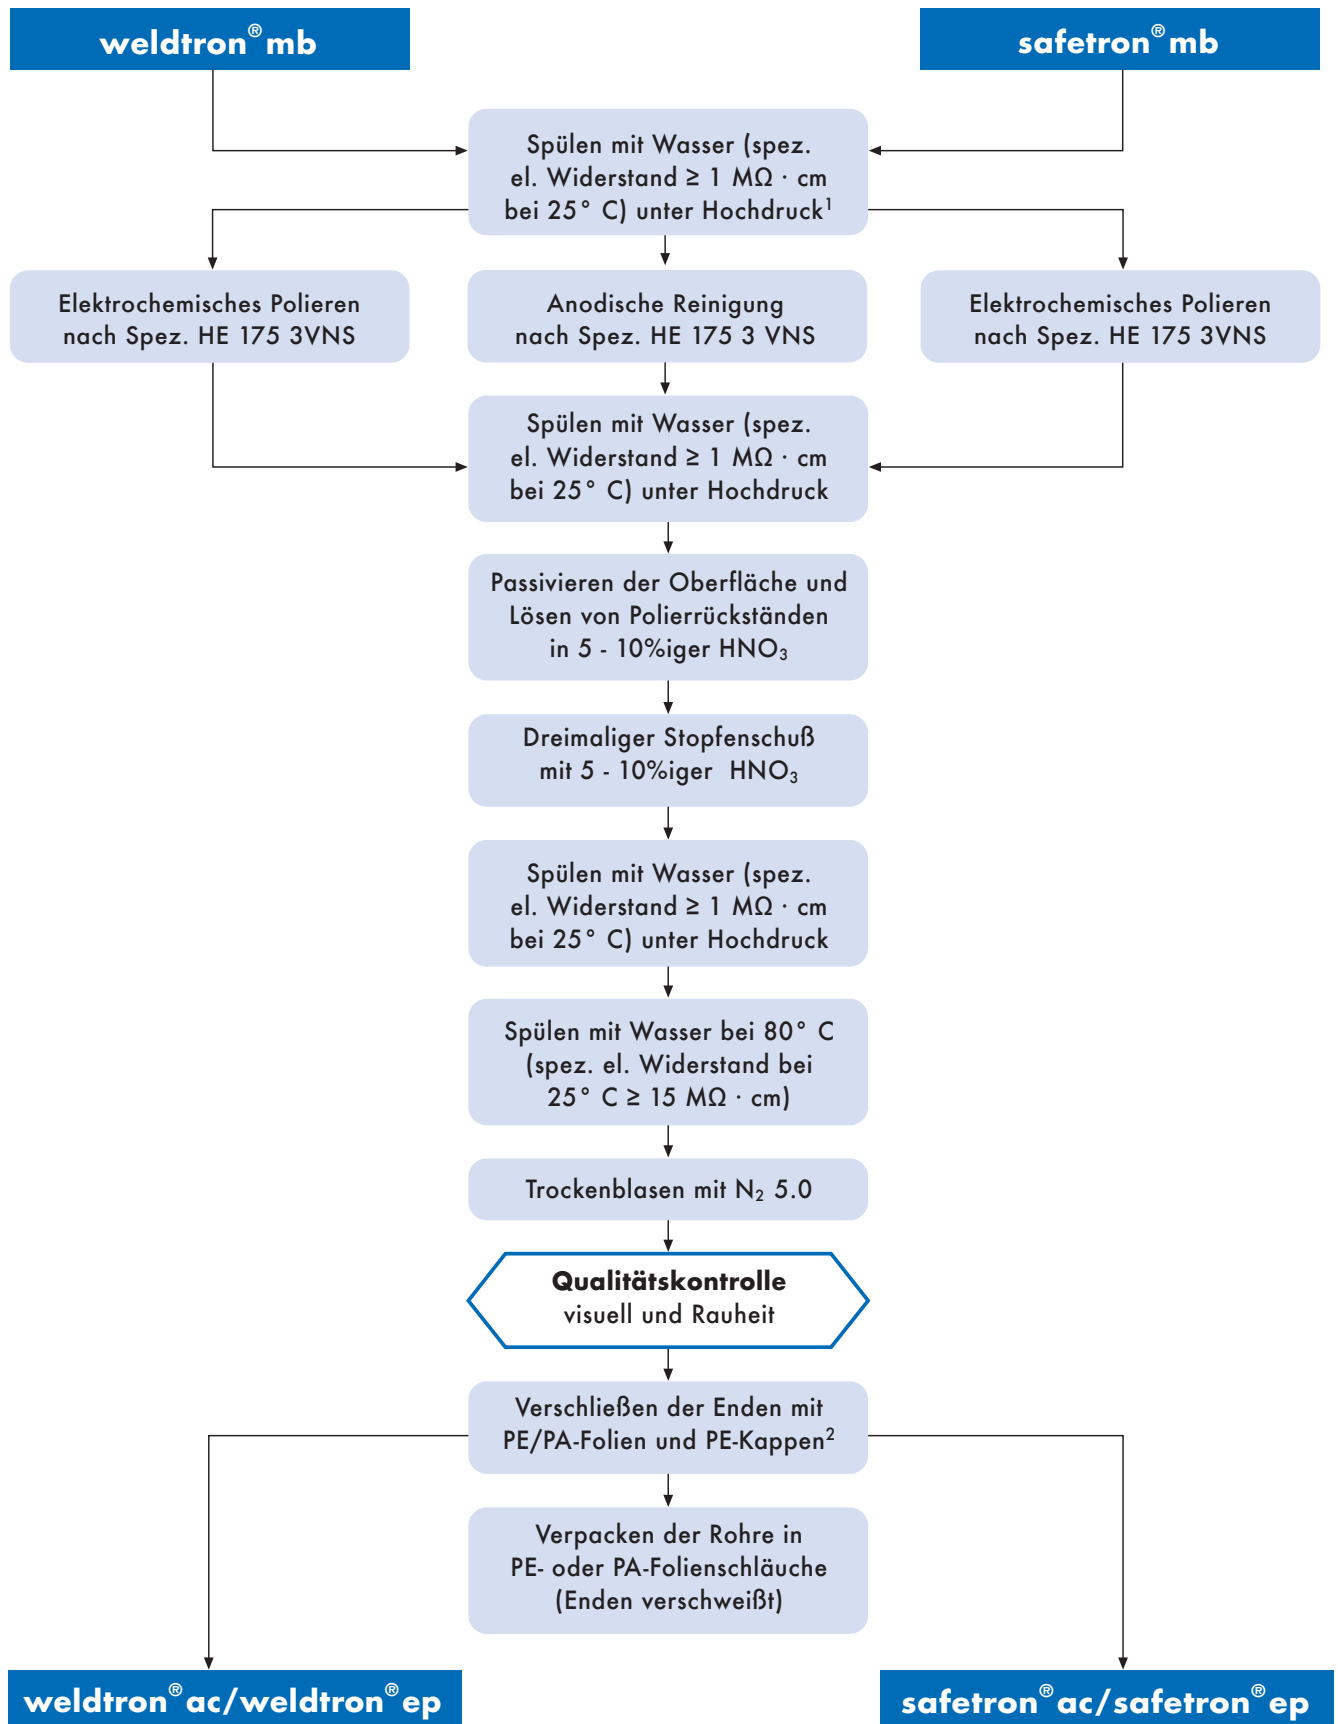 weldtron® mb
safetron® mb
Spülen mit Wasser (spez.
el. Widerstand ≥ 1 MΩ · cm
bei 25° C) unter Hochdruck¹
Elektrochemisches Polieren
nach Spez. HE 175 3VNS
Anodische Reinigung
nach Spez. HE 175 3 VNS
Elektrochemisches Polieren
nach Spez. HE 175 3VNS
Spülen mit Wasser (spez.
el. Widerstand ≥ 1 MΩ · cm
bei 25° C) unter Hochdruck
Passivieren der Oberfläche und
Lösen von Polierrückständen
in 5 - 10%iger HNO₃
Dreimaliger Stopfenschuß
mit 5 - 10%iger HNO₃
Spülen mit Wasser (spez.
el. Widerstand ≥ 1 MΩ · cm
bei 25° C) unter Hochdruck
Spülen mit Wasser bei 80° C
(spez. el. Widerstand bei
25° C ≥ 15 MΩ · cm)
Trockenblasen mit N₂ 5.0
Qualitätskontrolle
visuell und Rauheit
Verschließen der Enden mit
PE/PA-Folien und PE-Kappen²
Verpacken der Rohre in
PE- oder PA-Folienschläuche
(Enden verschweißt)
weldtron® ac/weldtron® ep
safetron® ac/safetron® ep